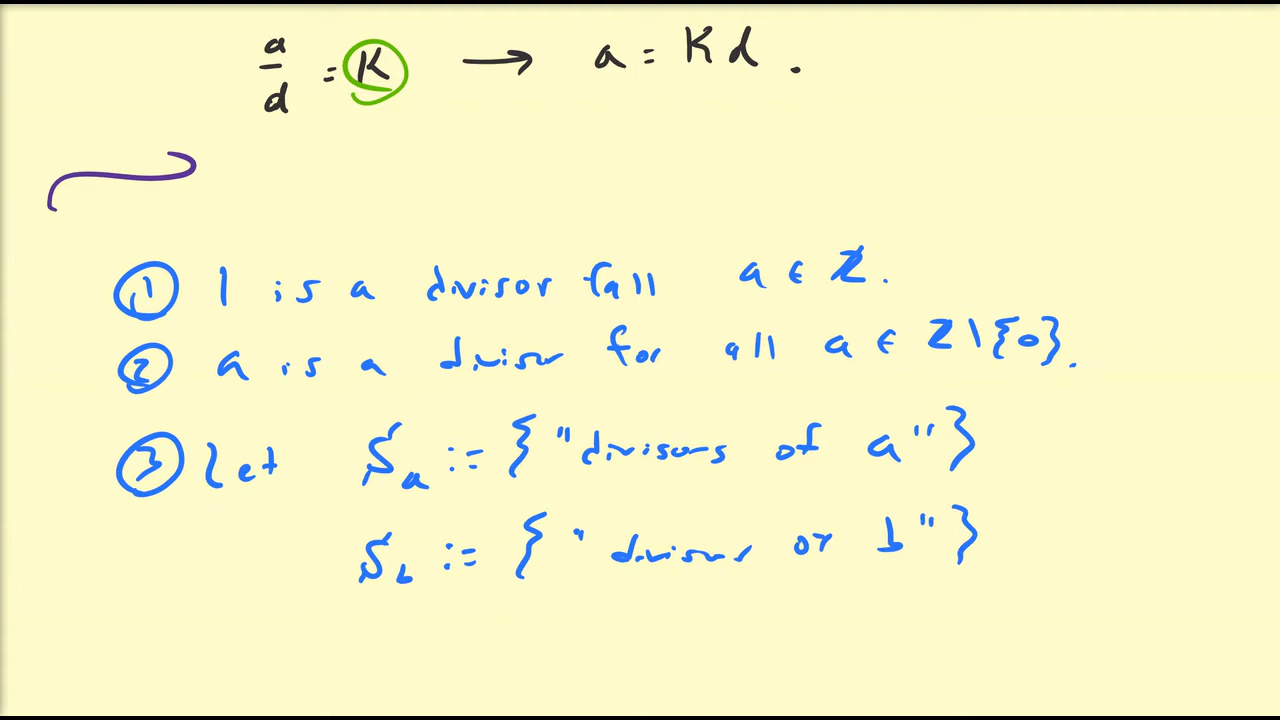 a/d = K → a = Kd.
① 1 is a divisor fall a ∈ ℤ.
② a is a divisor for all a ∈ ℤ\{0}.
③ let Sₐ := {"divisors of a"}
S_b := {"divisors or b"}